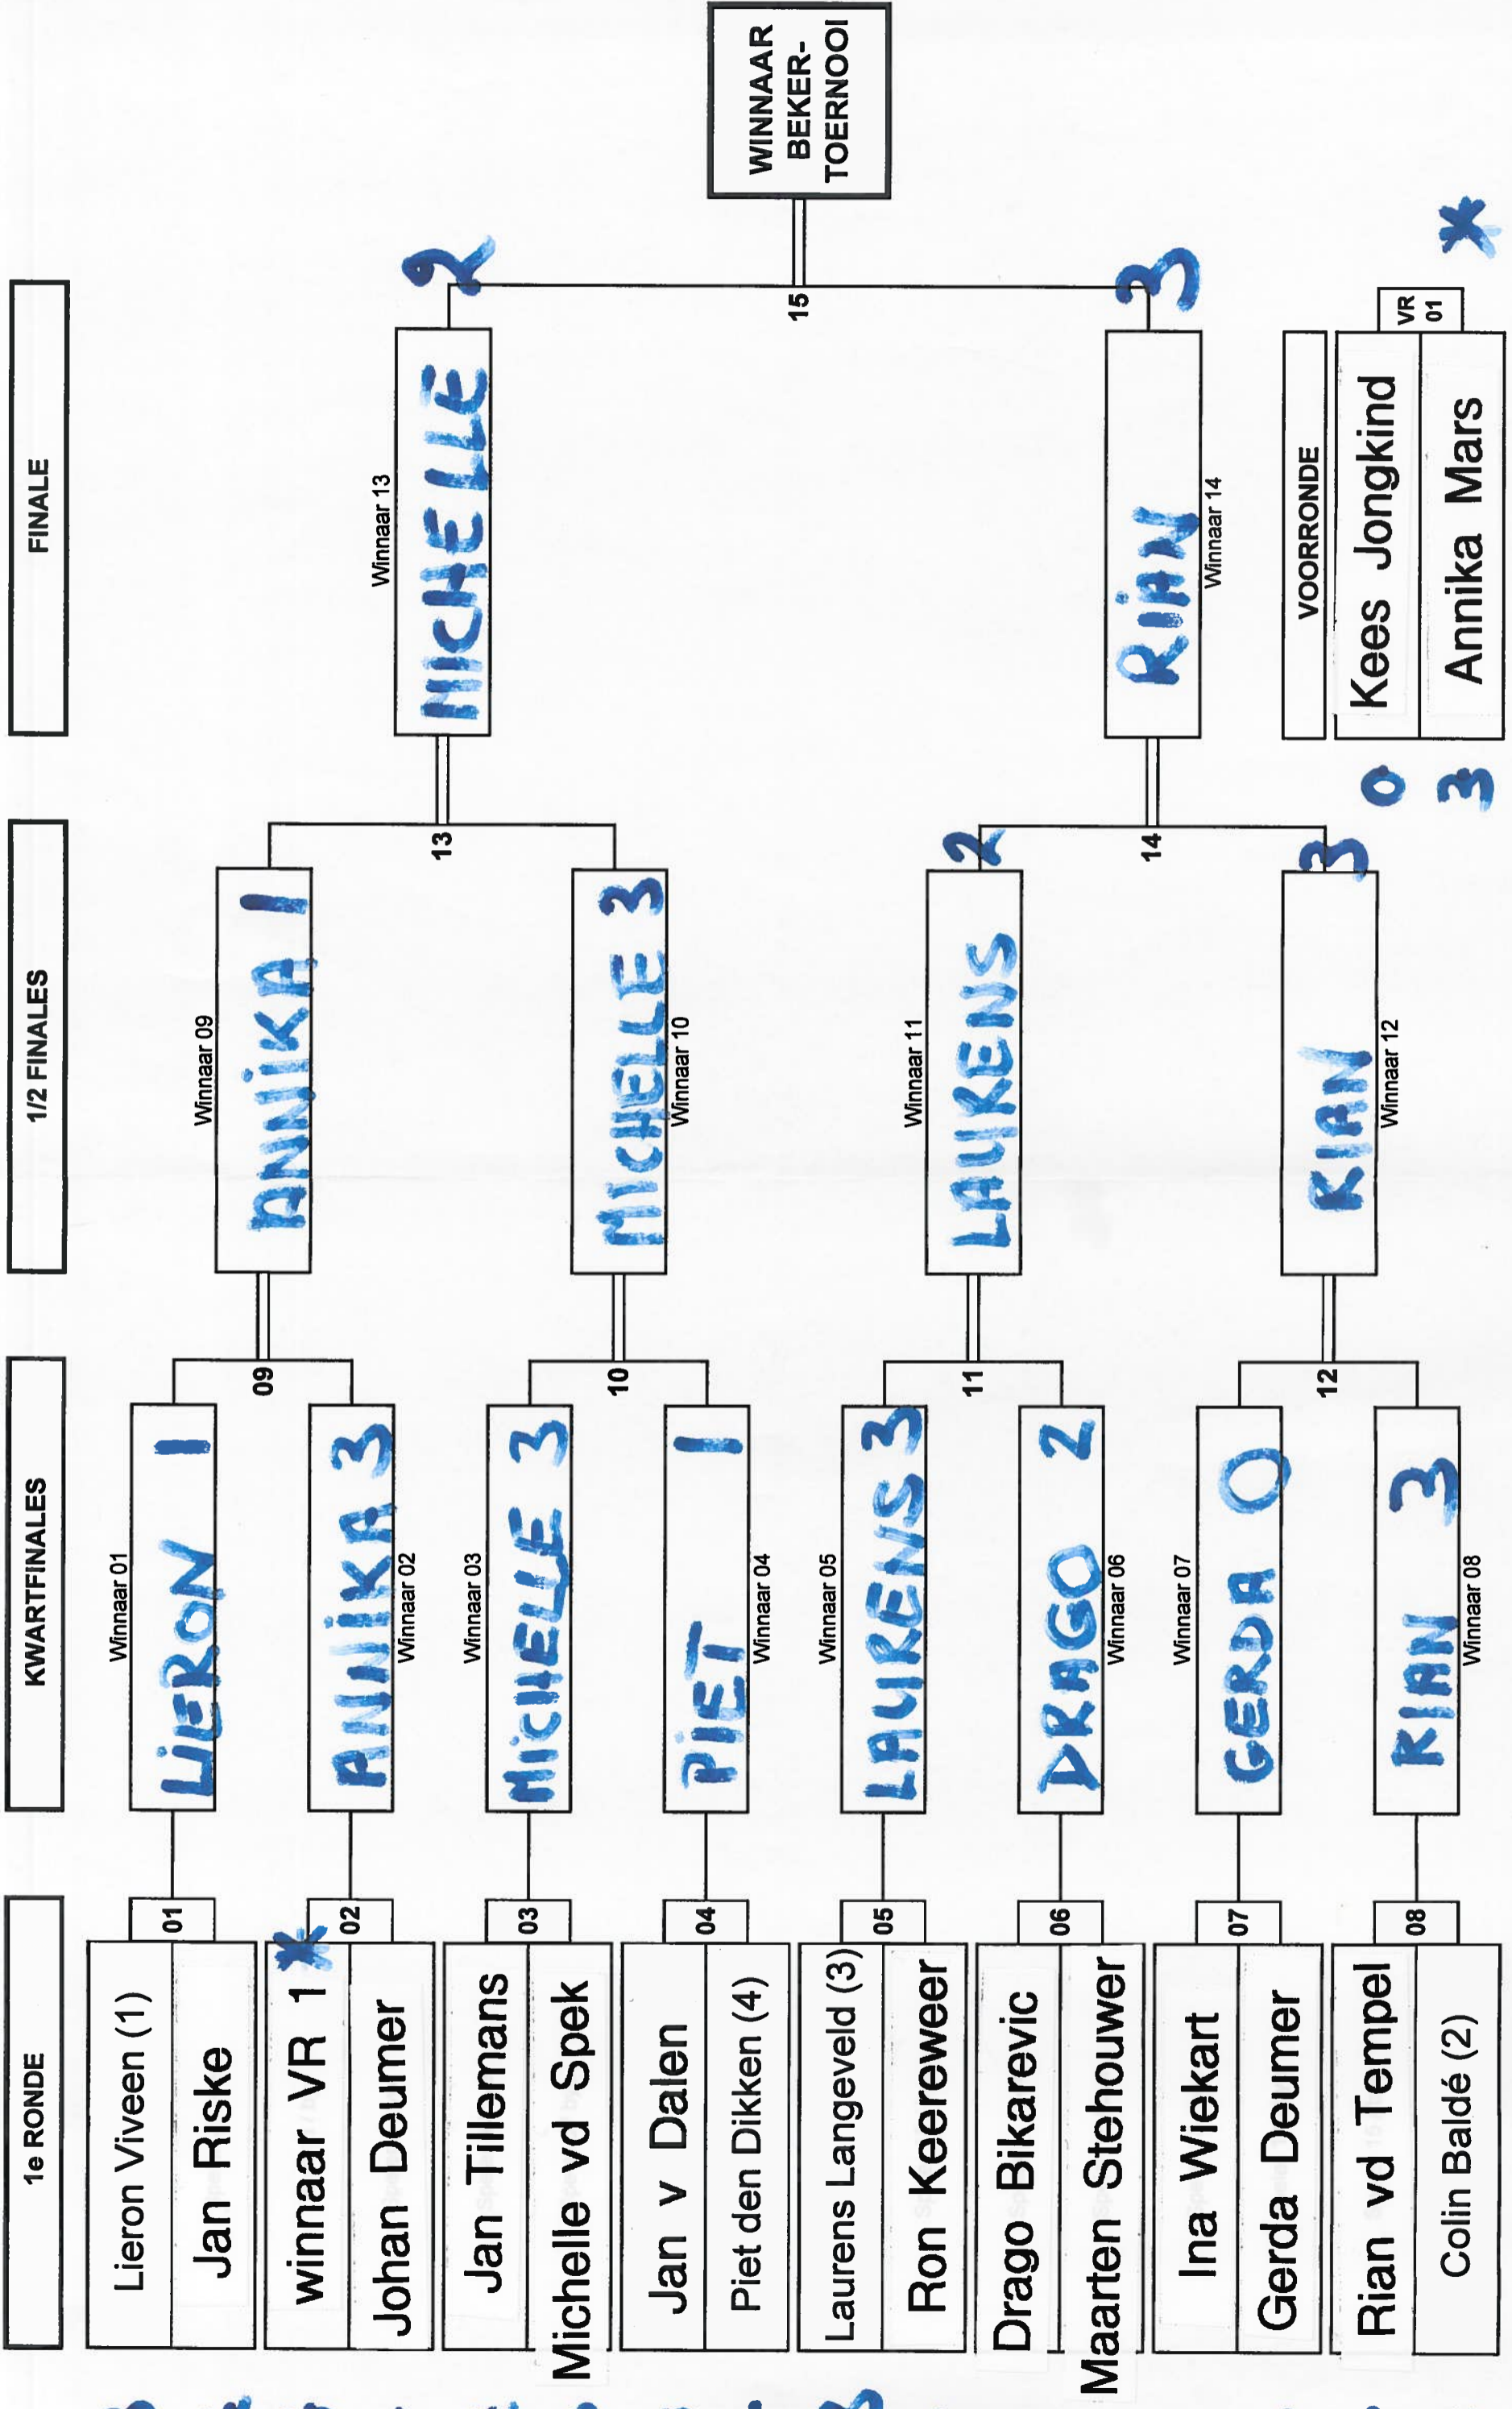 1e RONDE
KWARTFINALES
1/2 FINALES
FINALE
Lieron Viveen (1)
Jan Riske
01
winnaar VR 1 *
Johan Deumer
02
Jan Tillemans
Michelle vd Spek
03
Jan v Dalen
Piet den Dikken (4)
04
Laurens Langeveld (3)
Ron Keereweer
05
Drago Bikarevic
Maarten Stehouwer
06
Ina Wiekart
Gerda Deumer
07
Rian vd Tempel
Colin Baldé (2)
08
Winnaar 01
LiERON 1
09
ANNiKA 3
Winnaar 02
Winnaar 03
MiCHELLE 3
10
PiET 1
Winnaar 04
Winnaar 05
LAURENS 3
11
DRAGO 2
Winnaar 06
Winnaar 07
GERDA 0
12
RIAN 3
Winnaar 08
Winnaar 09
ANNiKA 1
13
MICHELLE 3
Winnaar 10
Winnaar 11
LAURENS 2
14
RIAN 3
Winnaar 12
Winnaar 13
MICHELLE 2
15
RiAN 3
Winnaar 14
WINNAAR
BEKER-
TOERNOOI
VOORRONDE
0 Kees Jongkind
3 Annika Mars
VR
01
*